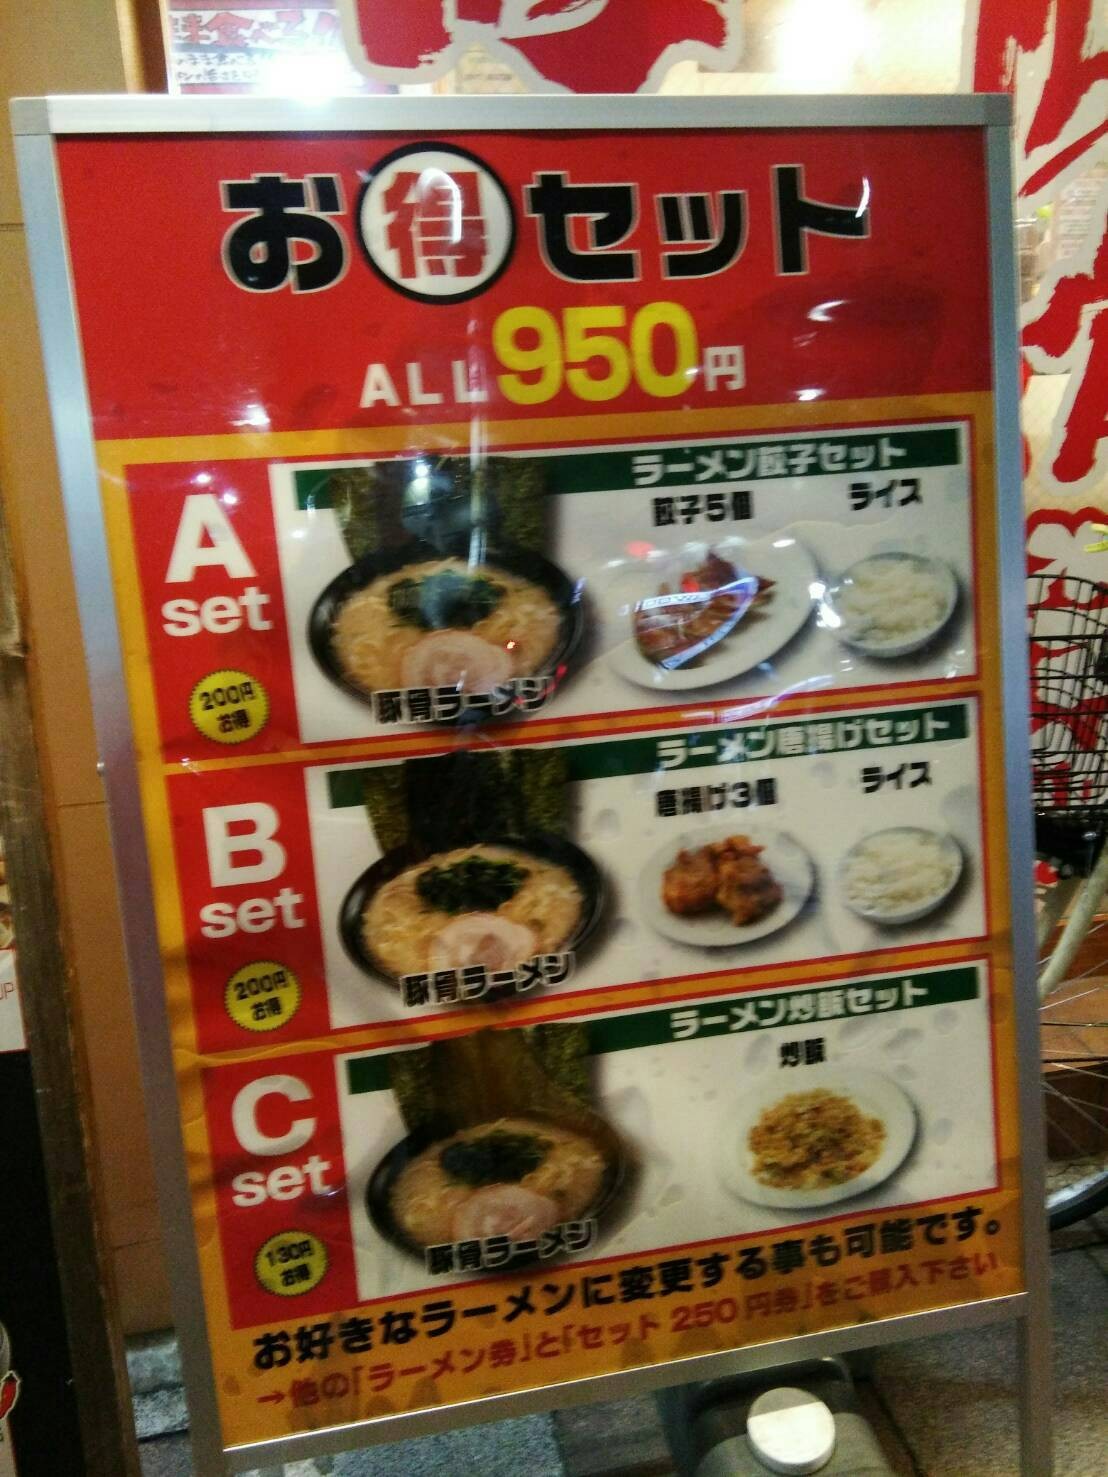 お得セット
ALL950円
A set
200円
お得
ラーメン餃子セット
餃子5個
ライス
豚骨ラーメン
B set
200円
お得
ラーメン唐揚げセット
唐揚げ3個
ライス
豚骨ラーメン
C set
130円
お得
ラーメン炒飯セット
炒飯
豚骨ラーメン
お好きなラーメンに変更する事も可能です。
→他の「ラーメン券」と「セット250円券」をご購入下さい